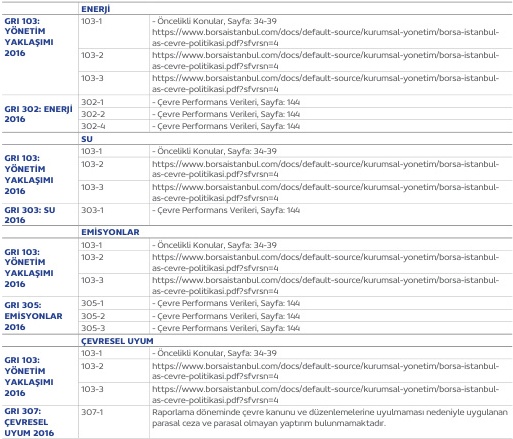 ENERJİ
GRI 103:
YÖNETİM
YAKLAŞIMI
2016
103-1
- Öncelikli Konular, Sayfa: 34-39
https://www.borsaistanbul.com/docs/default-source/kurumsal-yonetim/borsa-istanbul-
as-cevre-politikasi.pdf?sfvrsn=4
103-2
https://www.borsaistanbul.com/docs/default-source/kurumsal-yonetim/borsa-istanbul-
as-cevre-politikasi.pdf?sfvrsn=4
103-3
https://www.borsaistanbul.com/docs/default-source/kurumsal-yonetim/borsa-istanbul-
as-cevre-politikasi.pdf?sfvrsn=4
GRI 302: ENERJİ
2016
302-1
- Çevre Performans Verileri, Sayfa: 144
302-2
- Çevre Performans Verileri, Sayfa: 144
302-4
- Çevre Performans Verileri, Sayfa: 144
SU
GRI 103:
YÖNETİM
YAKLAŞIMI
2016
103-1
- Öncelikli Konular, Sayfa: 34-39
103-2
https://www.borsaistanbul.com/docs/default-source/kurumsal-yonetim/borsa-istanbul-
as-cevre-politikasi.pdf?sfvrsn=4
103-3
https://www.borsaistanbul.com/docs/default-source/kurumsal-yonetim/borsa-istanbul-
as-cevre-politikasi.pdf?sfvrsn=4
GRI 303: SU
2016
303-1
- Çevre Performans Verileri, Sayfa: 144
EMİSYONLAR
GRI 103:
YÖNETİM
YAKLAŞIMI
2016
103-1
- Öncelikli Konular, Sayfa: 34-39
103-2
https://www.borsaistanbul.com/docs/default-source/kurumsal-yonetim/borsa-istanbul-
as-cevre-politikasi.pdf?sfvrsn=4
103-3
https://www.borsaistanbul.com/docs/default-source/kurumsal-yonetim/borsa-istanbul-
as-cevre-politikasi.pdf?sfvrsn=4
GRI 305:
EMİSYONLAR
2016
305-1
- Çevre Performans Verileri, Sayfa: 144
305-2
- Çevre Performans Verileri, Sayfa: 144
305-3
- Çevre Performans Verileri, Sayfa: 144
ÇEVRESEL UYUM
GRI 103:
YÖNETİM
YAKLAŞIMI
2016
103-1
- Öncelikli Konular, Sayfa: 34-39
103-2
https://www.borsaistanbul.com/docs/default-source/kurumsal-yonetim/borsa-istanbul-
as-cevre-politikasi.pdf?sfvrsn=4
103-3
https://www.borsaistanbul.com/docs/default-source/kurumsal-yonetim/borsa-istanbul-
as-cevre-politikasi.pdf?sfvrsn=4
GRI 307:
ÇEVRESEL
UYUM 2016
307-1
Raporlama döneminde çevre kanunu ve düzenlemelerine uyulmaması nedeniyle uygulanan
parasal ceza ve parasal olmayan yaptırım bulunmamaktadır.